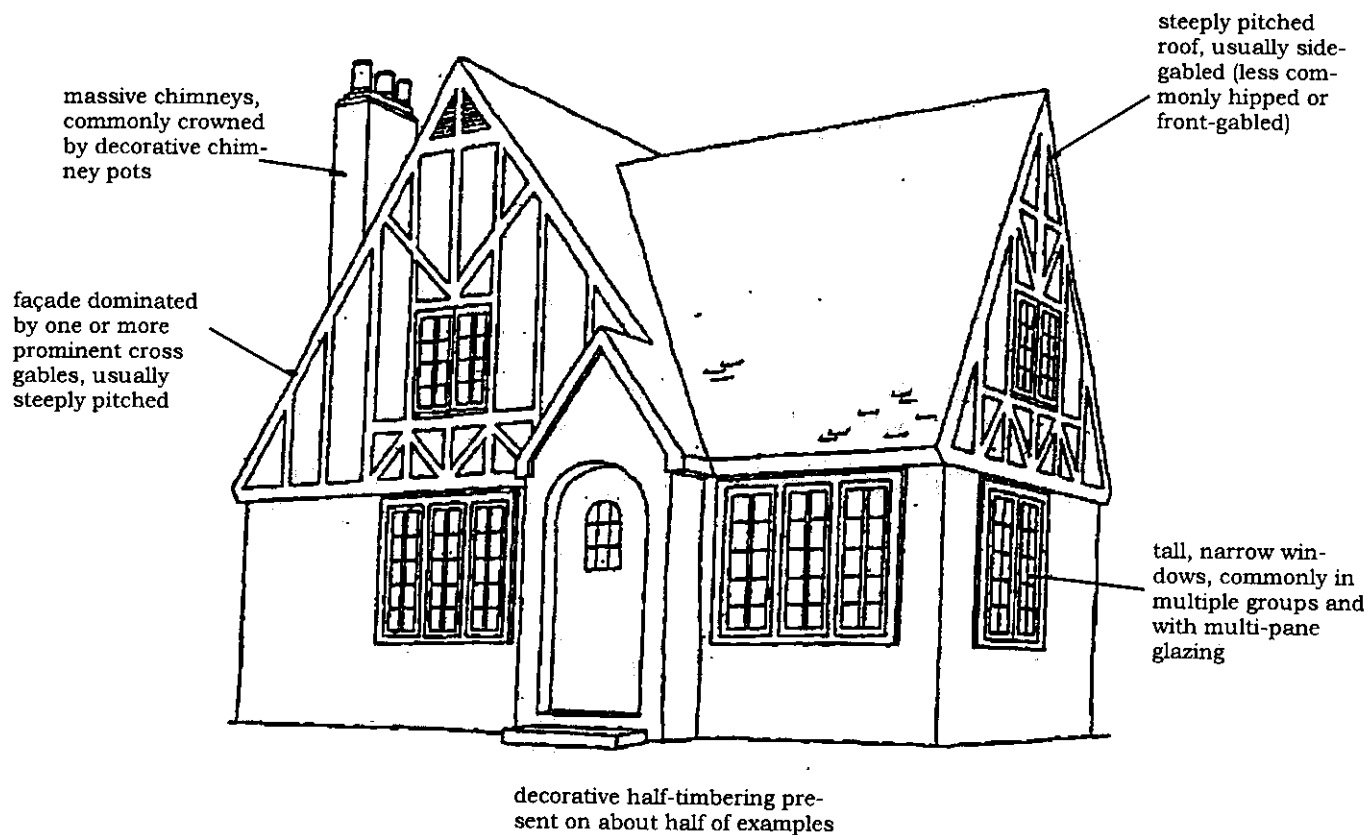 massive chimneys,
commonly crowned
by decorative chim-
ney pots
steeply pitched
roof, usually side-
gabled (less com-
monly hipped or
front-gabled)
façade dominated
by one or more
prominent cross
gables, usually
steeply pitched
tall, narrow win-
dows, commonly in
multiple groups and
with multi-pane
glazing
decorative half-timbering pre-
sent on about half of examples